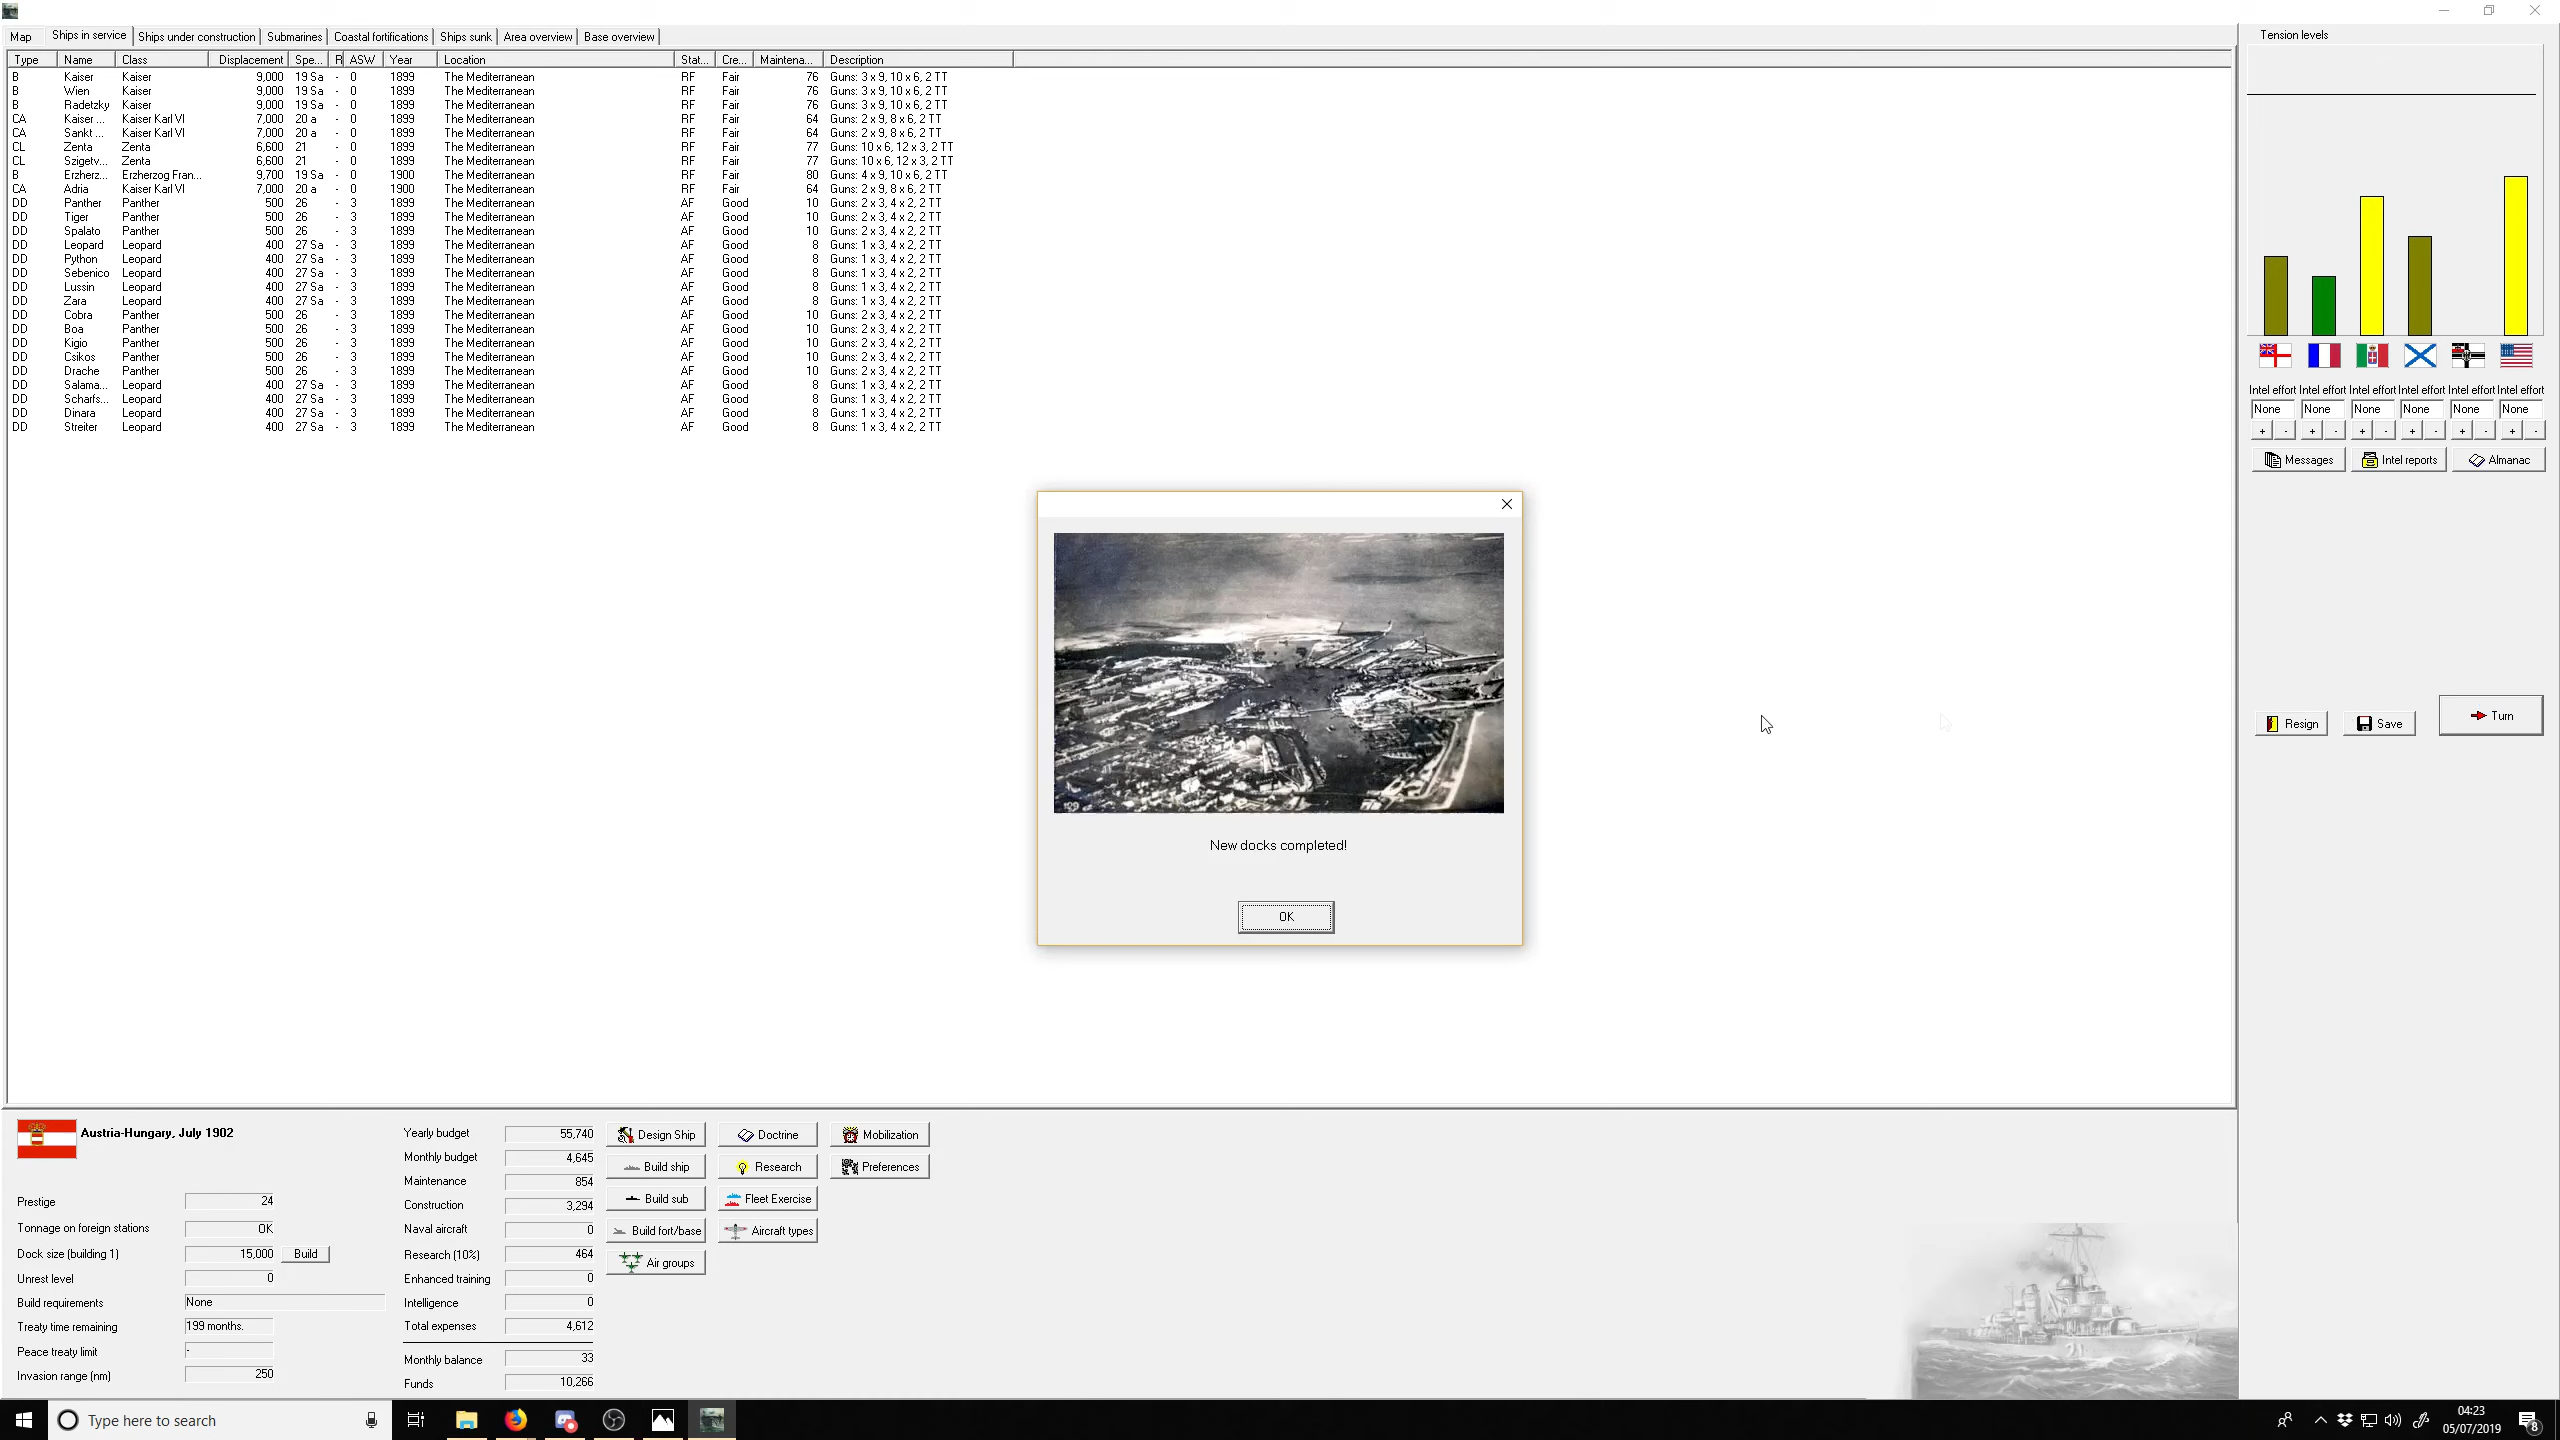 Map Ships in service Ships under construction Submarines Coastal fortifications Ships sunk Area overview Base overview
Type Name Class Displacement Spe... R ASW Year Location Stat... Cre... Maintena... Description
B Kaiser Kaiser 9,000 19 Sa - 0 1899 The Mediterranean RF Fair 76 Guns: 3 x 9, 10 x 6, 2 TT
B Wien Kaiser 9,000 19 Sa - 0 1899 The Mediterranean RF Fair 76 Guns: 3 x 9, 10 x 6, 2 TT
B Radetzky Kaiser 9,000 19 Sa - 0 1899 The Mediterranean RF Fair 76 Guns: 3 x 9, 10 x 6, 2 TT
CA Kaiser ... Kaiser Karl VI 7,000 20 a - 0 1899 The Mediterranean RF Fair 64 Guns: 2 x 9, 8 x 6, 2 TT
CA Sankt ... Kaiser Karl VI 7,000 20 a - 0 1899 The Mediterranean RF Fair 64 Guns: 2 x 9, 8 x 6, 2 TT
CL Zenta Zenta 6,600 21 - 0 1899 The Mediterranean RF Fair 77 Guns: 10 x 6, 12 x 3, 2 TT
CL Szigetv... Zenta 6,600 21 - 0 1899 The Mediterranean RF Fair 77 Guns: 10 x 6, 12 x 3, 2 TT
B Erzherz... Erzherzog Fran... 9,700 19 Sa - 0 1900 The Mediterranean RF Fair 80 Guns: 4 x 9, 10 x 6, 2 TT
CA Adria Kaiser Karl VI 7,000 20 a - 0 1900 The Mediterranean RF Fair 64 Guns: 2 x 9, 8 x 6, 2 TT
DD Panther Panther 500 26 - 3 1899 The Mediterranean AF Good 10 Guns: 2 x 3, 4 x 2, 2 TT
DD Tiger Panther 500 26 - 3 1899 The Mediterranean AF Good 10 Guns: 2 x 3, 4 x 2, 2 TT
DD Spalato Panther 500 26 - 3 1899 The Mediterranean AF Good 10 Guns: 2 x 3, 4 x 2, 2 TT
DD Leopard Leopard 400 27 Sa - 3 1899 The Mediterranean AF Good 8 Guns: 1 x 3, 4 x 2, 2 TT
DD Python Leopard 400 27 Sa - 3 1899 The Mediterranean AF Good 8 Guns: 1 x 3, 4 x 2, 2 TT
DD Sebenico Leopard 400 27 Sa - 3 1899 The Mediterranean AF Good 8 Guns: 1 x 3, 4 x 2, 2 TT
DD Lussin Leopard 400 27 Sa - 3 1899 The Mediterranean AF Good 8 Guns: 1 x 3, 4 x 2, 2 TT
DD Zara Leopard 400 27 Sa - 3 1899 The Mediterranean AF Good 8 Guns: 1 x 3, 4 x 2, 2 TT
DD Cobra Panther 500 26 - 3 1899 The Mediterranean AF Good 10 Guns: 2 x 3, 4 x 2, 2 TT
DD Boa Panther 500 26 - 3 1899 The Mediterranean AF Good 10 Guns: 2 x 3, 4 x 2, 2 TT
DD Kigio Panther 500 26 - 3 1899 The Mediterranean AF Good 10 Guns: 2 x 3, 4 x 2, 2 TT
DD Csikos Panther 500 26 - 3 1899 The Mediterranean AF Good 10 Guns: 2 x 3, 4 x 2, 2 TT
DD Drache Panther 500 26 - 3 1899 The Mediterranean AF Good 10 Guns: 2 x 3, 4 x 2, 2 TT
DD Salama... Leopard 400 27 Sa - 3 1899 The Mediterranean AF Good 8 Guns: 1 x 3, 4 x 2, 2 TT
DD Scharfs... Leopard 400 27 Sa - 3 1899 The Mediterranean AF Good 8 Guns: 1 x 3, 4 x 2, 2 TT
DD Dinara Leopard 400 27 Sa - 3 1899 The Mediterranean AF Good 8 Guns: 1 x 3, 4 x 2, 2 TT
DD Streiter Leopard 400 27 Sa - 3 1899 The Mediterranean AF Good 8 Guns: 1 x 3, 4 x 2, 2 TT
Tension levels
Intel effort Intel effort Intel effort Intel effort Intel effort Intel effort
None None None None None None
+ - + - + - + - + - + -
Messages Intel reports Almanac
Resign Save Turn
109
New docks completed!
OK
Austria-Hungary, July 1902
Prestige 24
Tonnage on foreign stations OK
Dock size (building 1) 15,000 Build
Unrest level 0
Build requirements None
Treaty time remaining 199 months.
Peace treaty limit -
Invasion range (nm) 250
Yearly budget 55,740
Monthly budget 4,645
Maintenance 854
Construction 3,294
Naval aircraft 0
Research (10%) 464
Enhanced training 0
Intelligence 0
Total expenses 4,612
Monthly balance 33
Funds 10,266
Design Ship Doctrine Mobilization
Build ship Research Preferences
Build sub Fleet Exercise
Build fort/base Aircraft types
Air groups
Type here to search
04:23
05/07/2019
8